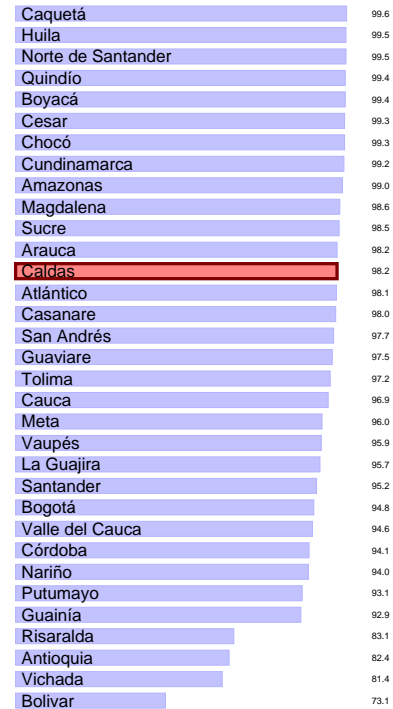 Caquetá 99.6
Huila 99.5
Norte de Santander 99.5
Quindío 99.4
Boyacá 99.4
Cesar 99.3
Chocó 99.3
Cundinamarca 99.2
Amazonas 99.0
Magdalena 98.6
Sucre 98.5
Arauca 98.2
Caldas 98.2
Atlántico 98.1
Casanare 98.0
San Andrés 97.7
Guaviare 97.5
Tolima 97.2
Cauca 96.9
Meta 96.0
Vaupés 95.9
La Guajira 95.7
Santander 95.2
Bogotá 94.8
Valle del Cauca 94.6
Córdoba 94.1
Nariño 94.0
Putumayo 93.1
Guainía 92.9
Risaralda 83.1
Antioquia 82.4
Vichada 81.4
Bolivar 73.1